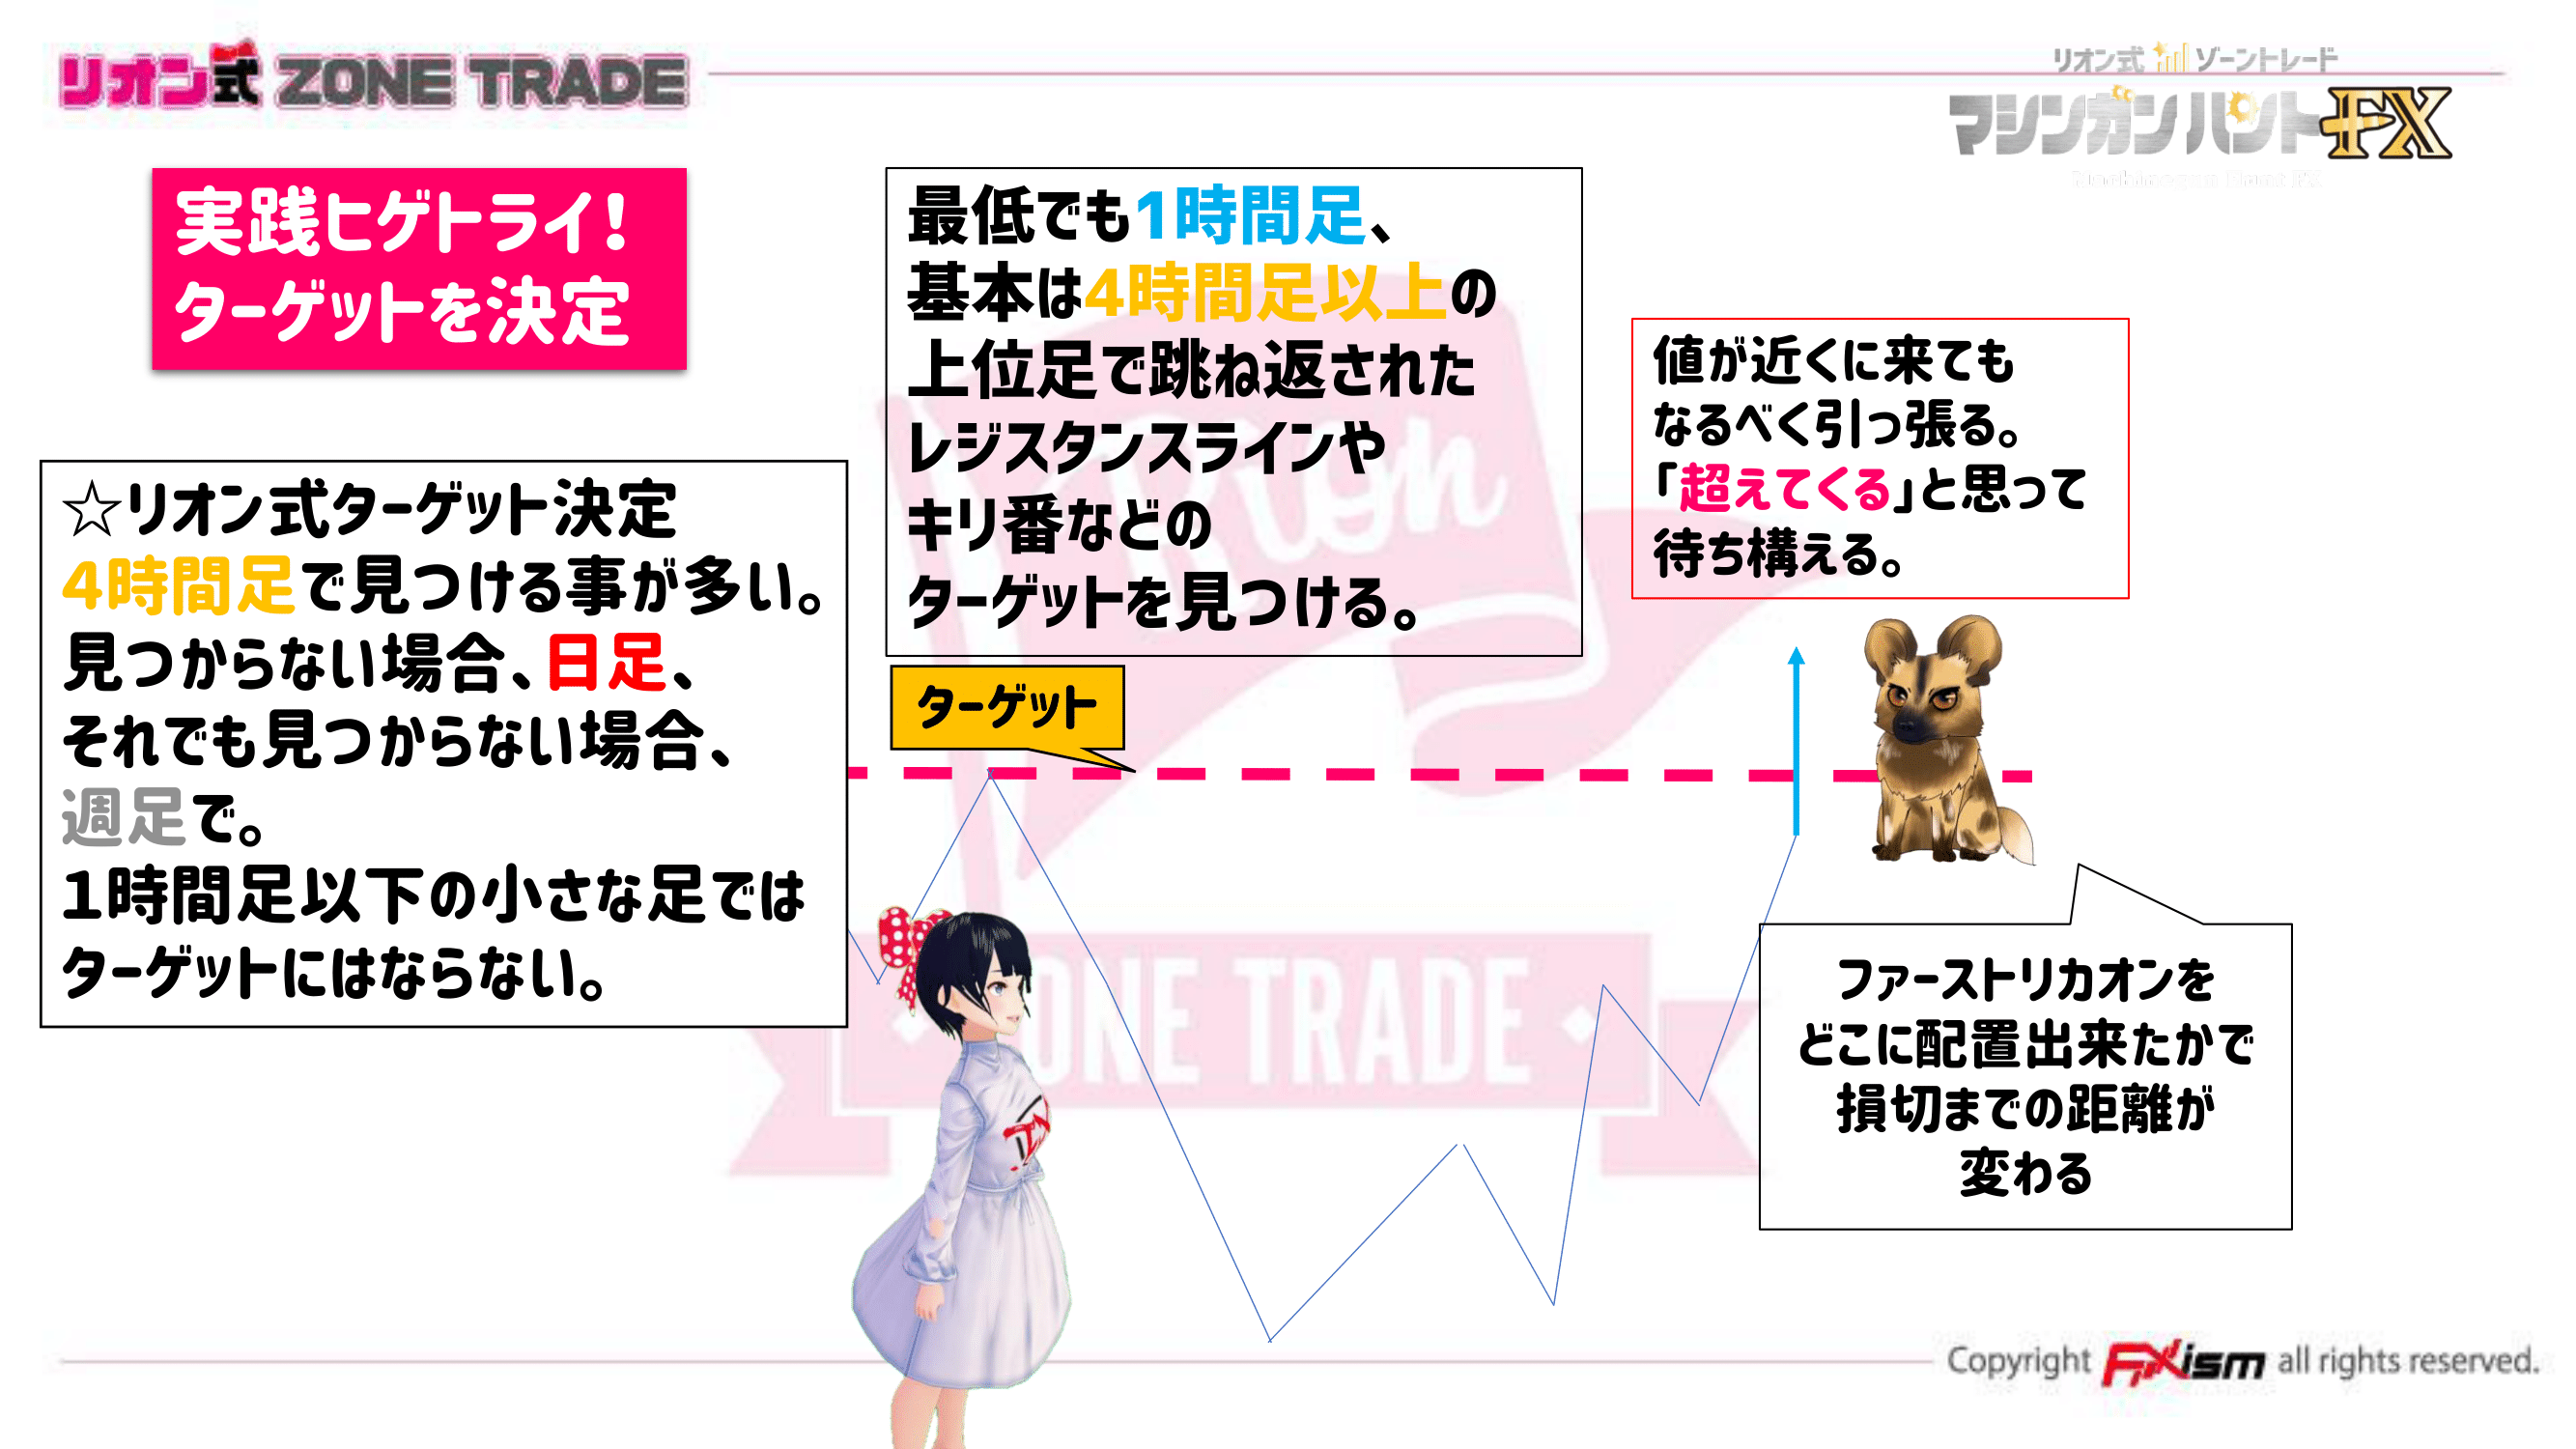 リオン式 ZONE TRADE
リオン式 ゾーントレード
マシンガンハントFX
実践ヒゲトライ！
ターゲットを決定
☆リオン式ターゲット決定
4時間足で見つける事が多い。
見つからない場合、日足、
それでも見つからない場合、
週足で。
1時間足以下の小さな足では
ターゲットにはならない。
最低でも1時間足、
基本は4時間足以上の
上位足で跳ね返された
レジスタンスラインや
キリ番などの
ターゲットを見つける。
ターゲット
値が近くに来ても
なるべく引っ張る。
「超えてくる」と思って
待ち構える。
ファーストリカオンを
どこに配置出来たかで
損切までの距離が
変わる
ZONE TRADE
Copyright FXism all rights reserved.